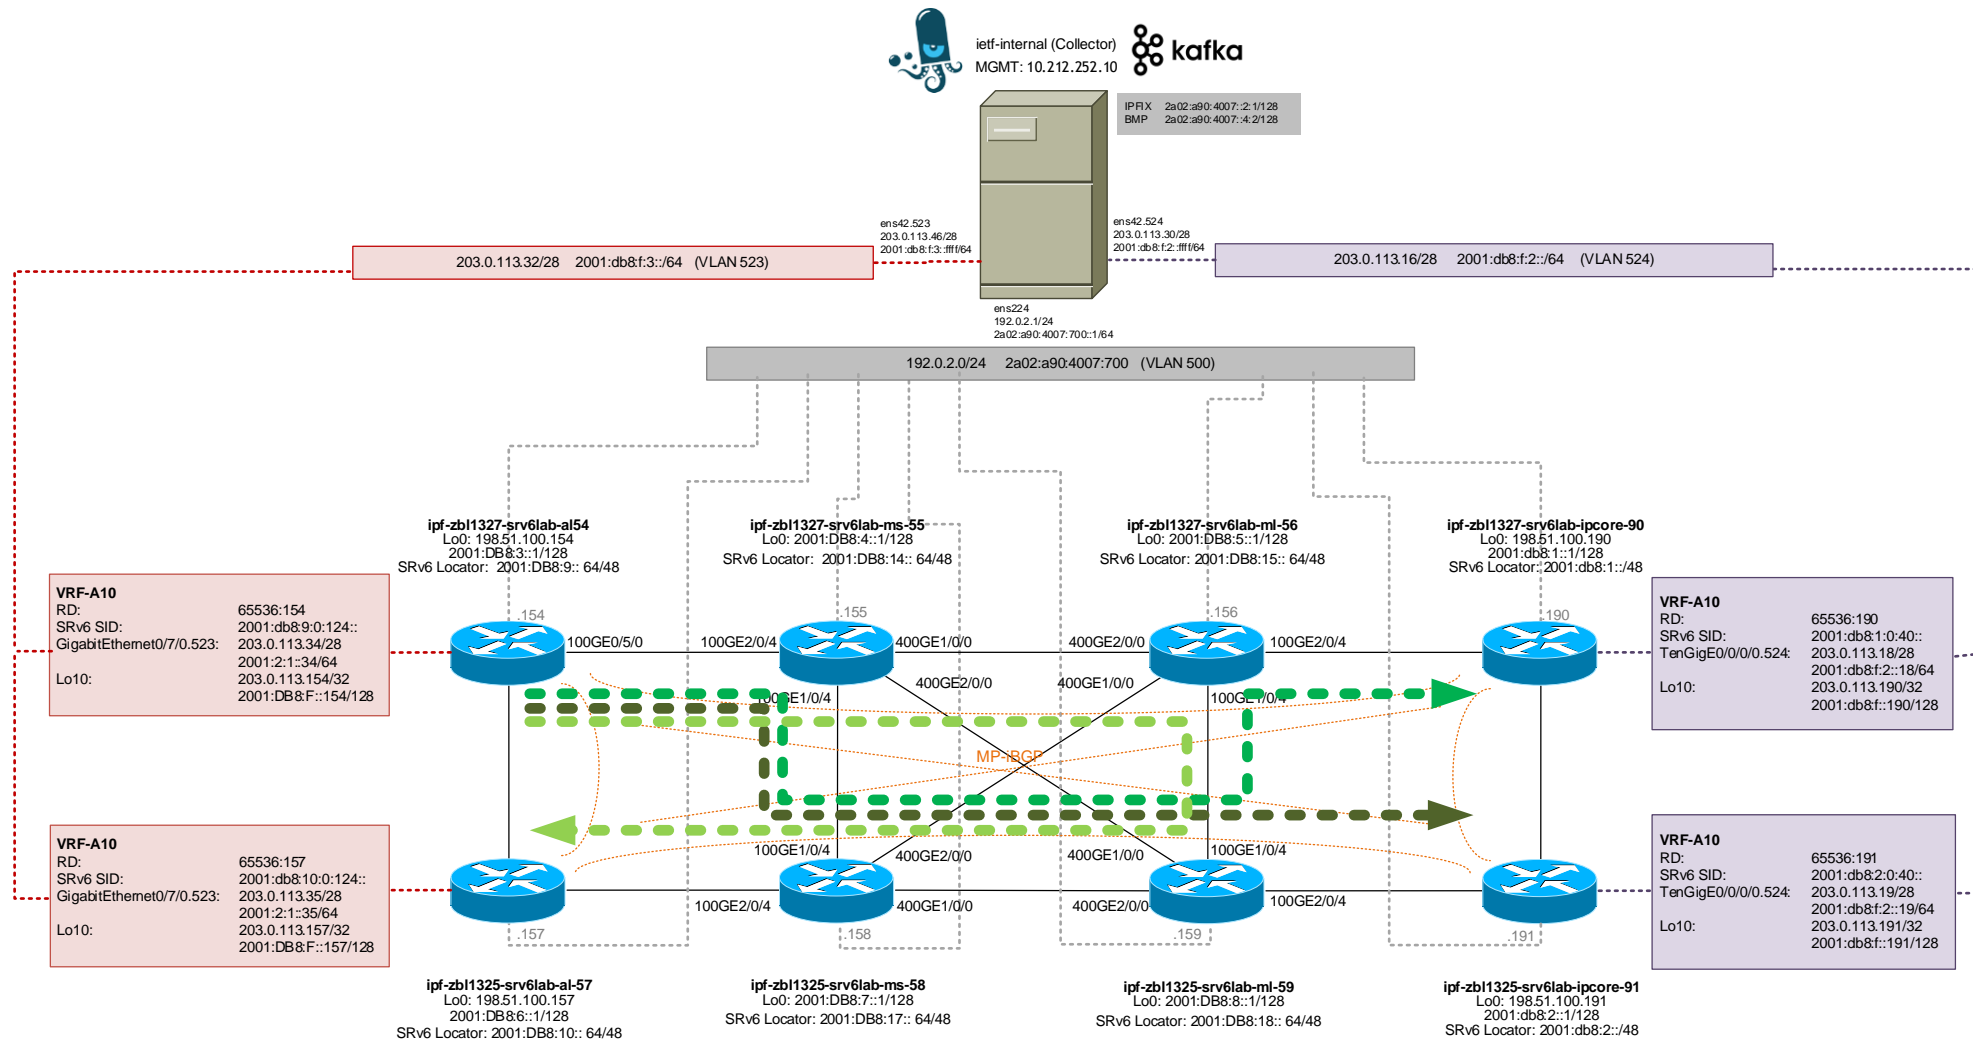 ietf-internal (Collector)
MGMT: 10.212.252.10
kafka
IPFIX 2a02:a90:4007::2:1/128
BMP 2a02:a90:4007::4:2/128
ens42.523
203.0.113.46/28
2001:db8:f:3::ffff/64
ens42.524
203.0.113.30/28
2001:db8:f:2::ffff/64
203.0.113.32/28 2001:db8:f:3::/64 (VLAN 523)
203.0.113.16/28 2001:db8:f:2::/64 (VLAN 524)
ens224
192.0.2.1/24
2a02:a90:4007:700::1/64
192.0.2.0/24 2a02:a90:4007:700 (VLAN 500)
ipf-zbl1327-srv6lab-al54
Lo0: 198.51.100.154
2001:DB8:3::1/128
SRv6 Locator: 2001:DB8:9:: 64/48
ipf-zbl1327-srv6lab-ms-55
Lo0: 2001:DB8:4::1/128
SRv6 Locator: 2001:DB8:14:: 64/48
ipf-zbl1327-srv6lab-ml-56
Lo0: 2001:DB8:5::1/128
SRv6 Locator: 2001:DB8:15:: 64/48
ipf-zbl1327-srv6lab-ipcore-90
Lo0: 198.51.100.190
2001:db8:1::1/128
SRv6 Locator: 2001:db8:1::/48
VRF-A10
RD: 65536:154
SRv6 SID: 2001:db8:9:0:124::
GigabitEthernet0/7/0.523: 203.0.113.34/28
2001:2:1::34/64
Lo10: 203.0.113.154/32
2001:DB8:F::154/128
.154
.155
.156
.190
100GE0/5/0
100GE2/0/4
400GE1/0/0
400GE2/0/0
100GE2/0/4
400GE2/0/0
400GE1/0/0
100GE1/0/4
100GE1/0/4
VRF-A10
RD: 65536:190
SRv6 SID: 2001:db8:1:0:40::
TenGigE0/0/0/0.524: 203.0.113.18/28
2001:db8:f:2::18/64
Lo10: 203.0.113.190/32
2001:db8:f::190/128
MP-iBGP
VRF-A10
RD: 65536:157
SRv6 SID: 2001:db8:10:0:124::
GigabitEthernet0/7/0.523: 203.0.113.35/28
2001:2:1::35/64
Lo10: 203.0.113.157/32
2001:DB8:F::157/128
100GE1/0/4
400GE2/0/0
400GE1/0/0
100GE1/0/4
100GE2/0/4
400GE1/0/0
400GE2/0/0
100GE2/0/4
.157
.158
.159
.191
VRF-A10
RD: 65536:191
SRv6 SID: 2001:db8:2:0:40::
TenGigE0/0/0/0.524: 203.0.113.19/28
2001:db8:f:2::19/64
Lo10: 203.0.113.191/32
2001:db8:f::191/128
ipf-zbl1325-srv6lab-al-57
Lo0: 198.51.100.157
2001:DB8:6::1/128
SRv6 Locator: 2001:DB8:10:: 64/48
ipf-zbl1325-srv6lab-ms-58
Lo0: 2001:DB8:7::1/128
SRv6 Locator: 2001:DB8:17:: 64/48
ipf-zbl1325-srv6lab-ml-59
Lo0: 2001:DB8:8::1/128
SRv6 Locator: 2001:DB8:18:: 64/48
ipf-zbl1325-srv6lab-ipcore-91
Lo0: 198.51.100.191
2001:db8:2::1/128
SRv6 Locator: 2001:db8:2::/48